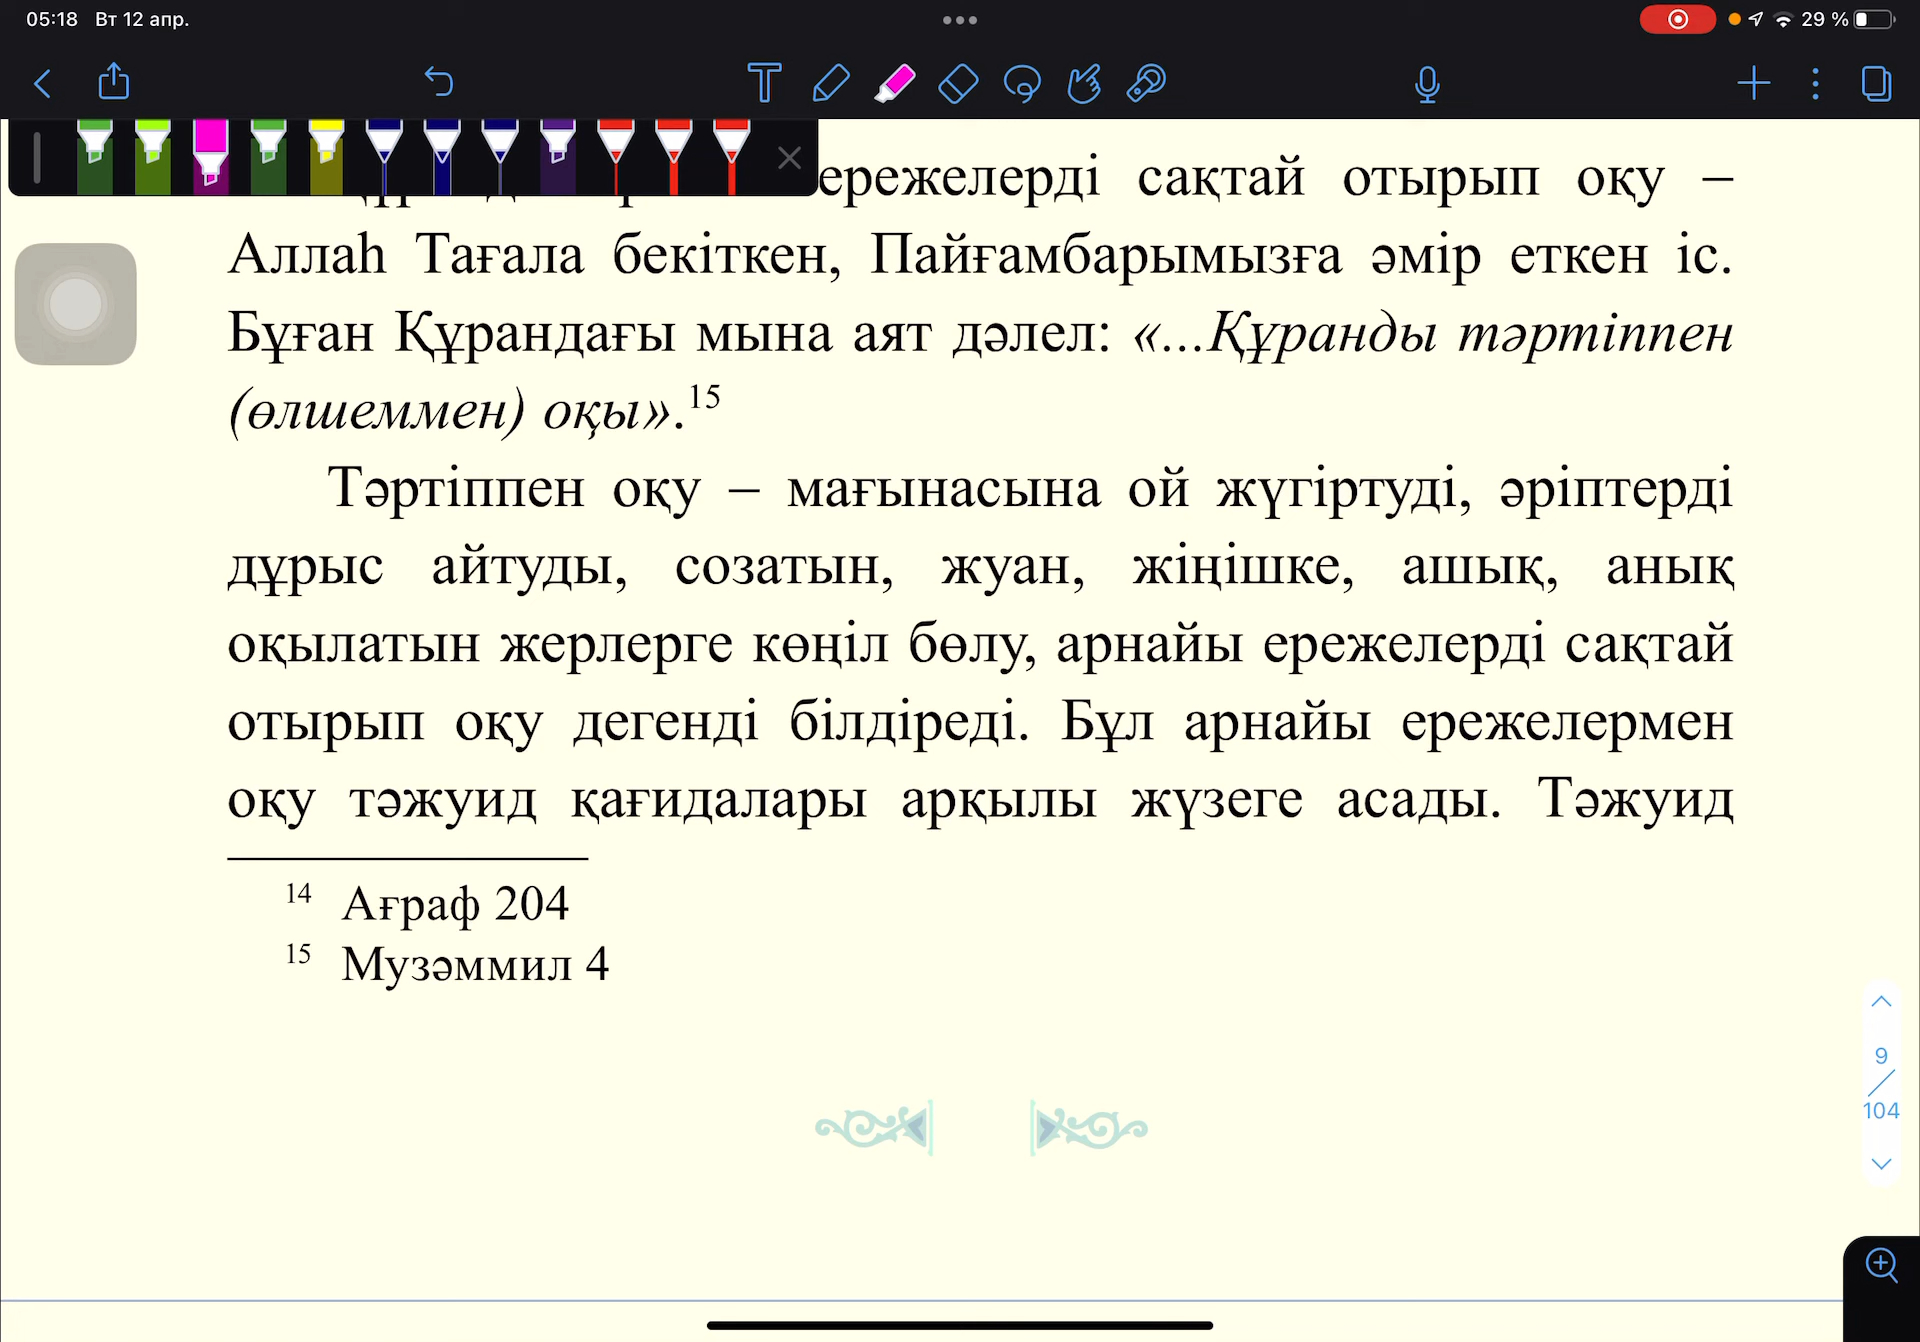 05:18 Вт 12 апр.
29 %
ережелерді сақтай отырып оқу –
Аллаһ Тағала бекіткен, Пайғамбарымызға әмір еткен іс.
Бұған Құрандағы мына аят дәлел: «...Құранды тәртіппен
(өлшеммен) оқы».15
Тәртіппен оқу – мағынасына ой жүгіртуді, әріптерді
дұрыс айтуды, созатын, жуан, жіңішке, ашық, анық
оқылатын жерлерге көңіл бөлу, арнайы ережелерді сақтай
отырып оқу дегенді білдіреді. Бұл арнайы ережелермен
оқу тәжуид қағидалары арқылы жүзеге асады. Тәжуид
14 Ағраф 204
15 Музәммил 4
9
104